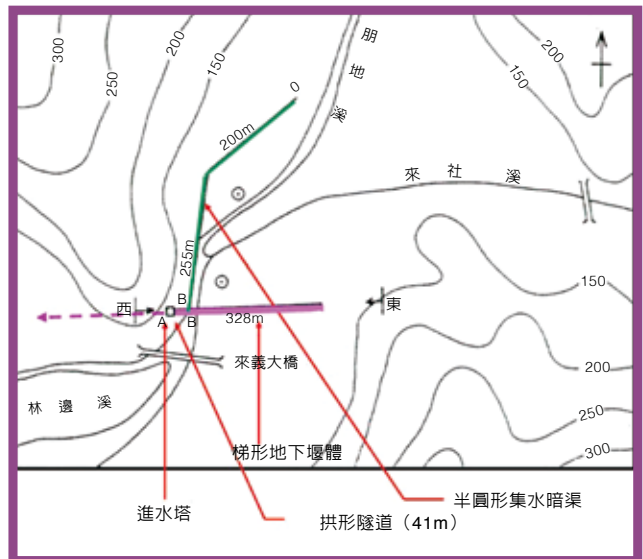 300
250
200
150
朋地溪
0
200m
200
150
來社溪
255m
西
B
A
B
328m
東
150
來義大橋
200
林邊溪
250
梯形地下堰體
300
半圓形集水暗渠
進水塔
拱形隧道（41m）